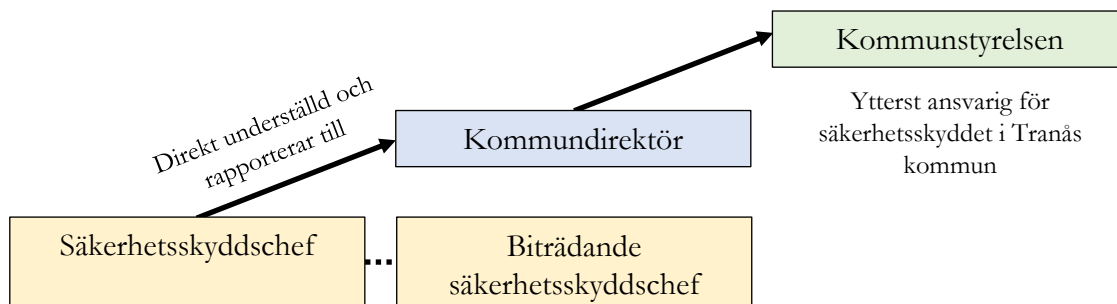 Kommunstyrelsen
Ytterst ansvarig för
säkerhetsskyddet i Tranås
kommun
Direkt underställd och
rapporterar till
Kommundirektör
Säkerhetsskyddschef
Biträdande
säkerhetsskyddschef